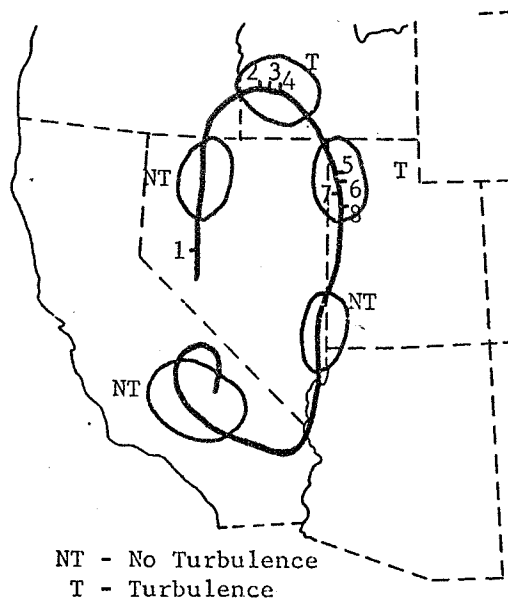 T
2 3 4
NT
5
T
7 6
8
1
NT
NT
NT - No Turbulence
T - Turbulence